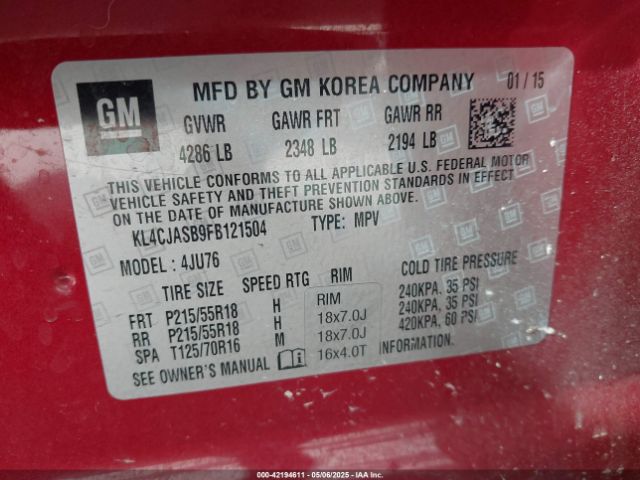 GM
MFD BY GM KOREA COMPANY 01 / 15
GVWR GAWR FRT GAWR RR
4286 LB 2348 LB 2194 LB
THIS VEHICLE CONFORMS TO ALL APPLICABLE U.S. FEDERAL MOTOR
VEHICLE SAFETY AND THEFT PREVENTION STANDARDS IN EFFECT
ON THE DATE OF MANUFACTURE SHOWN ABOVE.
KL4CJASB9FB121504 TYPE: MPV
MODEL : 4JU76
TIRE SIZE SPEED RTG RIM COLD TIRE PRESSURE
RIM
FRT P215/55R18 H 18x7.0J 240KPA, 35 PSI
RR P215/55R18 H 18x7.0J 240KPA, 35 PSI
SPA T125/70R16 M 16x4.0T 420KPA, 60 PSI
SEE OWNER'S MANUAL INFORMATION.
000-42194611 - 05/06/2025 - IAA Inc.